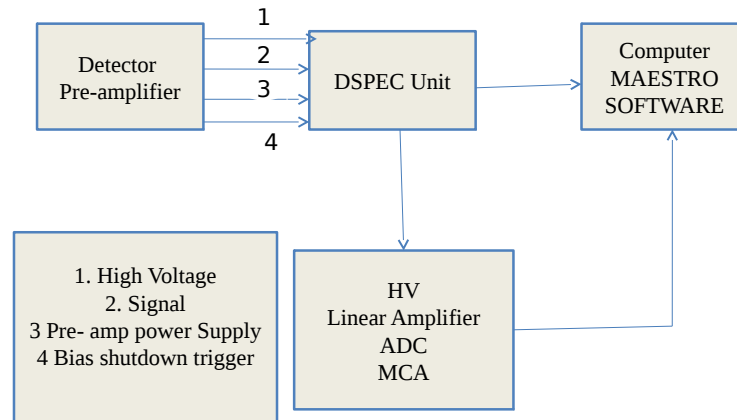 Detector
Pre-amplifier
1
2
3
4
DSPEC Unit
Computer
MAESTRO
SOFTWARE
1. High Voltage
2. Signal
3 Pre- amp power Supply
4 Bias shutdown trigger
HV
Linear Amplifier
ADC
MCA